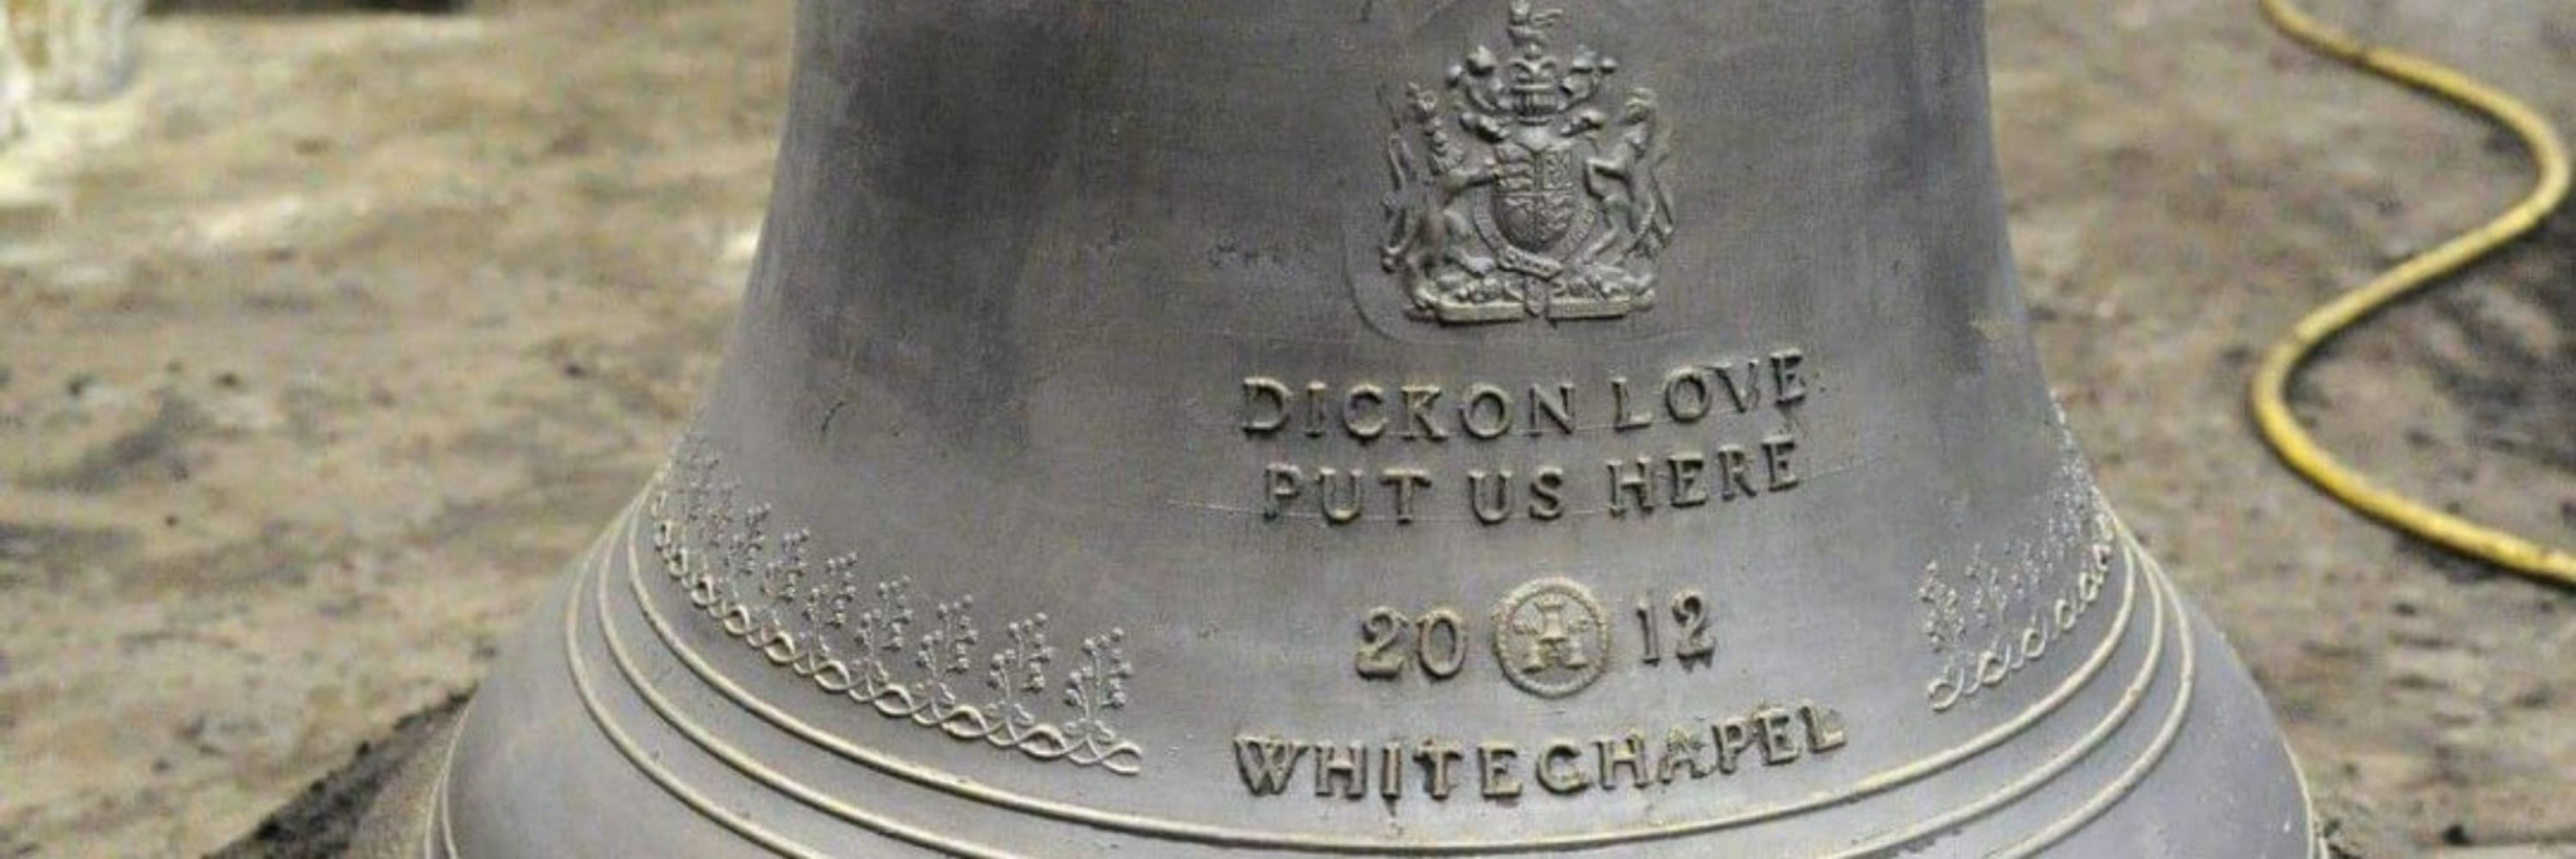 DICKON LOVE
PUT US HERE
20 12
WHITECHAPEL